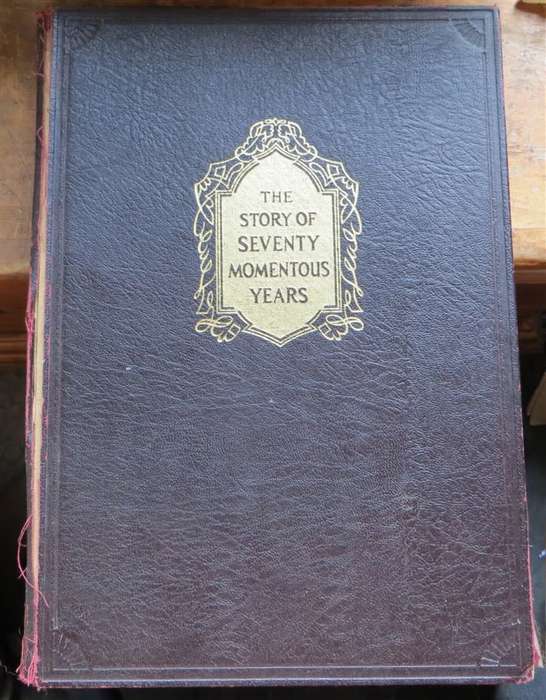 THE
STORY OF
SEVENTY
MOMENTOUS
YEARS